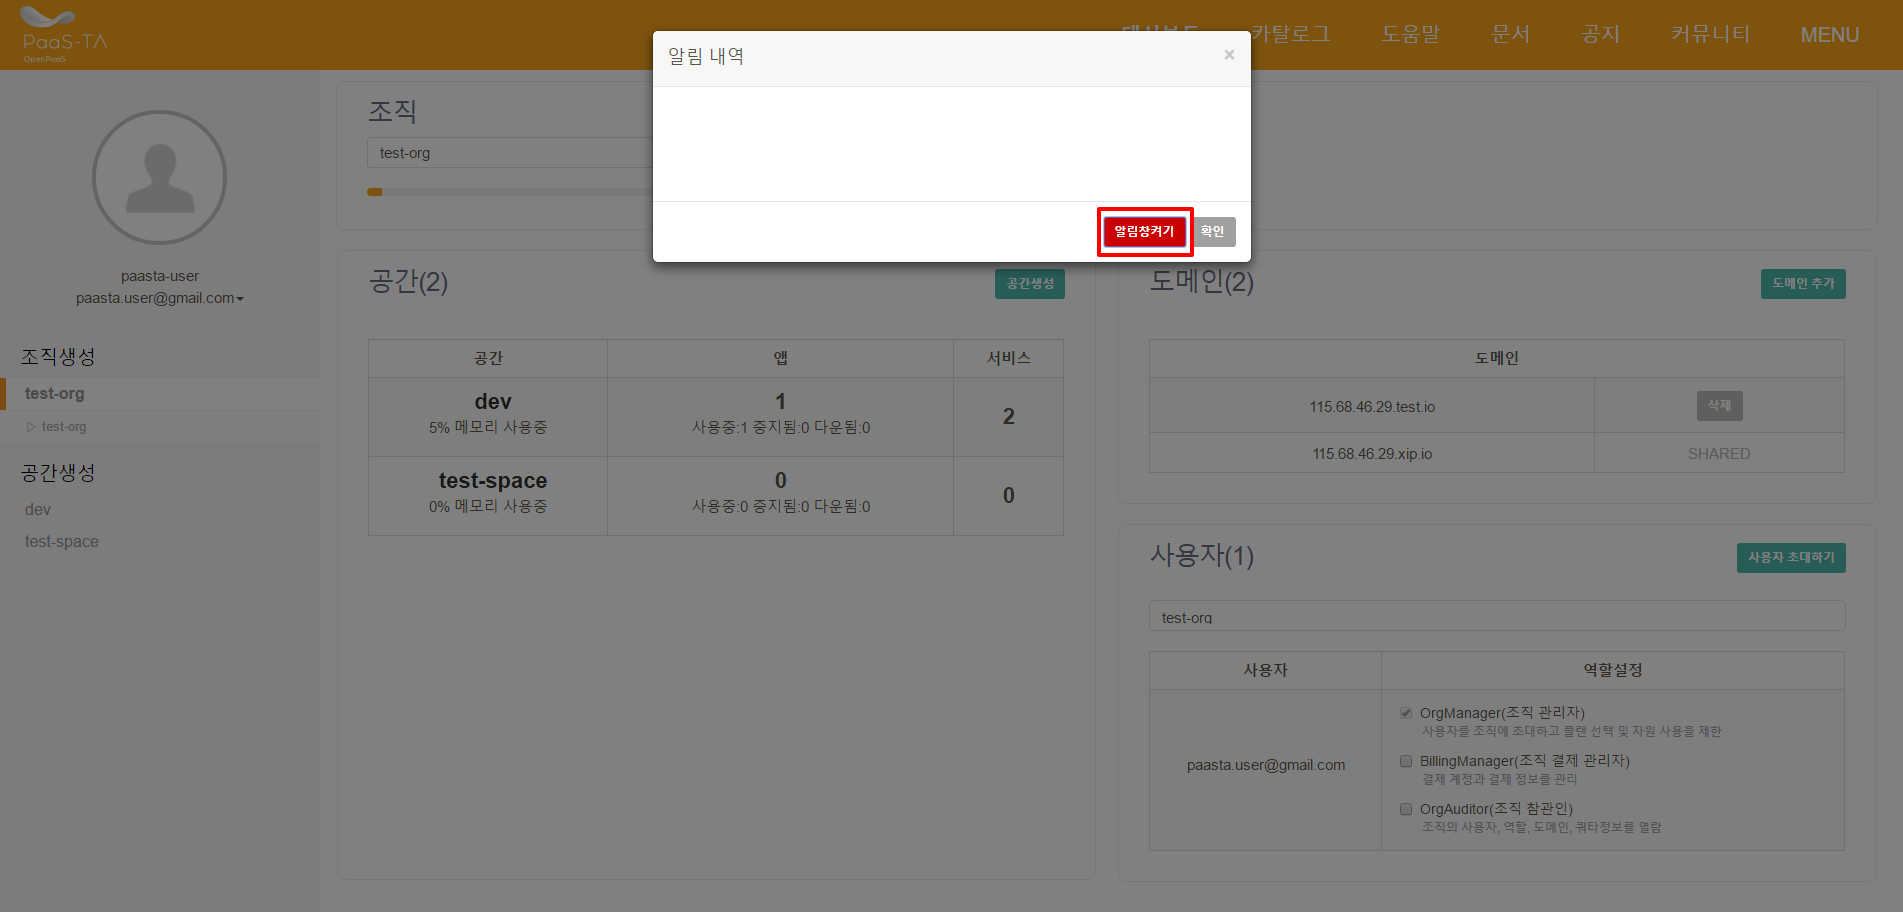 PaaS-TA
OpenPaaS
카탈로그
도움말
문서
공지
커뮤니티
MENU
알림 내역
×
알림창켜기
확인
paasta-user
paasta.user@gmail.com
조직생성
test-org
▷ test-org
공간생성
dev
test-space
조직
test-org
공간(2)
공간생성
공간 앱 서비스
dev
5% 메모리 사용중
1
사용중:1 중지됨:0 다운됨:0
2
test-space
0% 메모리 사용중
0
사용중:0 중지됨:0 다운됨:0
0
도메인(2)
도메인 추가
도메인
115.68.46.29.test.io
삭제
115.68.46.29.xip.io
SHARED
사용자(1)
사용자 초대하기
test-org
사용자 역할설정
paasta.user@gmail.com
OrgManager(조직 관리자)
사용자를 조직에 초대하고 플랜 선택 및 자원 사용을 제한
BillingManager(조직 결제 관리자)
결제 계정과 결제 정보를 관리
OrgAuditor(조직 참관인)
조직의 사용자, 역할, 도메인, 쿼타정보를 열람